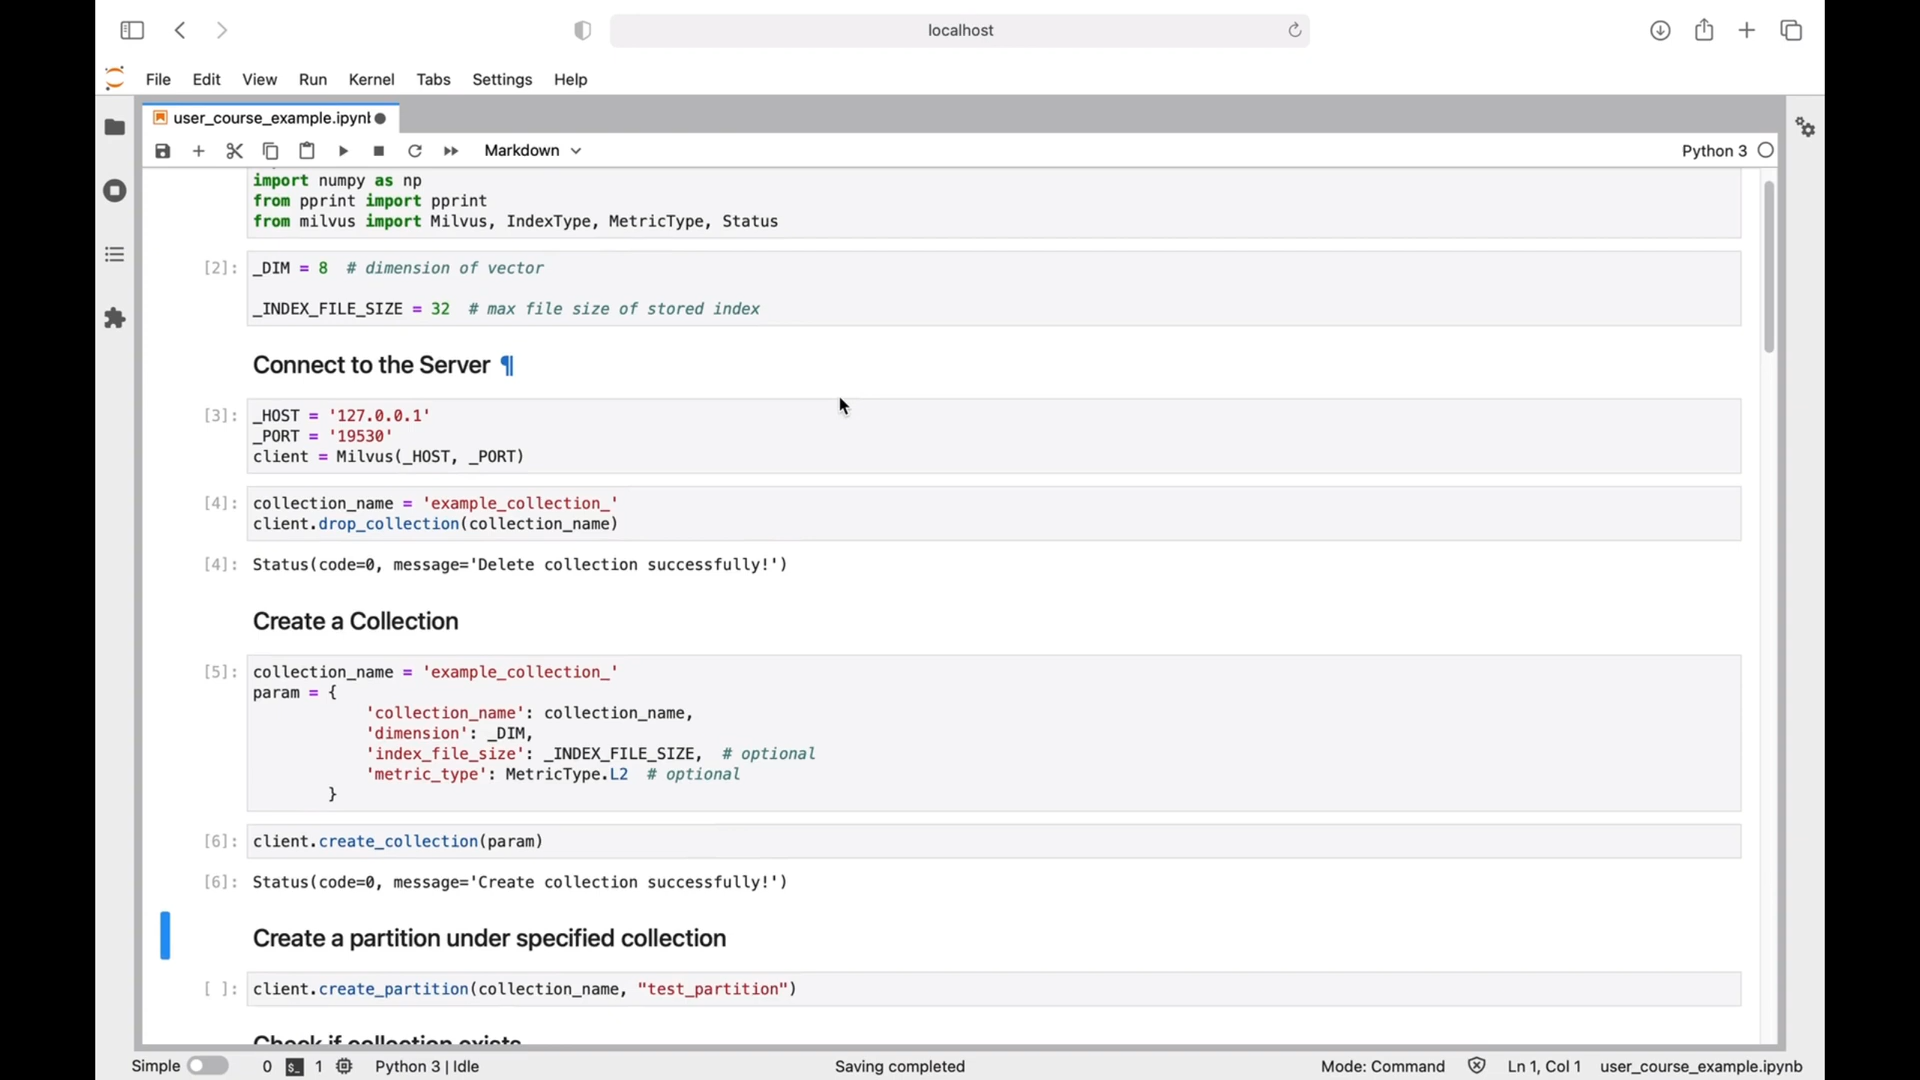 localhost
File Edit View Run Kernel Tabs Settings Help
user_course_example.ipynb
Markdown
Python 3
import numpy as np
from pprint import pprint
from milvus import Milvus, IndexType, MetricType, Status
[2]: _DIM = 8  # dimension of vector
_INDEX_FILE_SIZE = 32  # max file size of stored index
Connect to the Server ¶
[3]: _HOST = '127.0.0.1'
_PORT = '19530'
client = Milvus(_HOST, _PORT)
[4]: collection_name = 'example_collection_'
client.drop_collection(collection_name)
[4]: Status(code=0, message='Delete collection successfully!')
Create a Collection
[5]: collection_name = 'example_collection_'
param = {
'collection_name': collection_name,
'dimension': _DIM,
'index_file_size': _INDEX_FILE_SIZE,  # optional
'metric_type': MetricType.L2  # optional
}
[6]: client.create_collection(param)
[6]: Status(code=0, message='Create collection successfully!')
Create a partition under specified collection
[ ]: client.create_partition(collection_name, "test_partition")
Check if collection exists
Simple 0 $_ 1 Python 3 | Idle Saving completed Mode: Command Ln 1, Col 1 user_course_example.ipynb